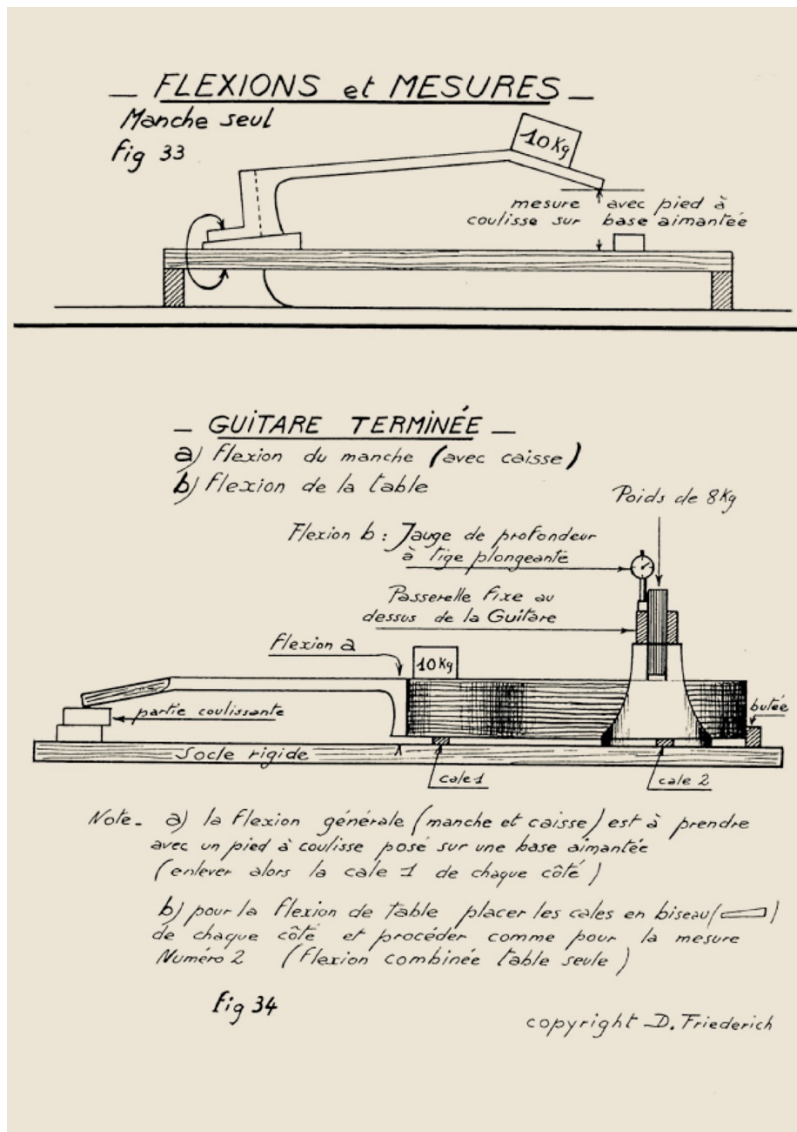 _ FLEXIONS et MESURES _
Manche seul
fig 33
10 Kg
mesure avec pied à
coulisse sur base aimantée
_ GUITARE TERMINÉE _
a) flexion du manche (avec caisse)
b) flexion de la table
Poids de 8 Kg
Flexion b : Jauge de profondeur
à tige plongeante
Passerelle fixe au
dessus de la Guitare
flexion a
10 Kg
partie coulissante
butée
Socle rigide
cale 1
cale 2
Note _ a) la flexion générale (manche et caisse) est à prendre
avec un pied à coulisse posé sur une base aimantée
(enlever alors la cale 1 de chaque côté)
b) pour la flexion de table placer les cales en biseau ( )
de chaque côté et procéder comme pour la mesure
Numéro 2 (flexion combinée table seule)
fig 34
copyright D. Friederich